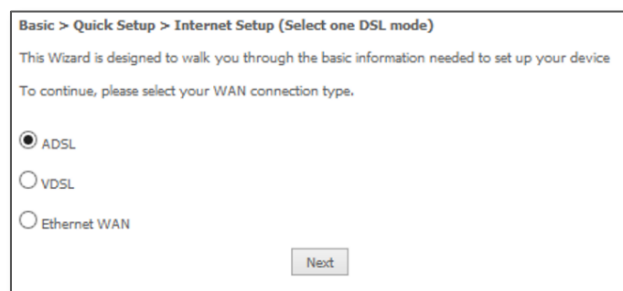 Basic > Quick Setup > Internet Setup (Select one DSL mode)
This Wizard is designed to walk you through the basic information needed to set up your device
To continue, please select your WAN connection type.
ADSL
VDSL
Ethernet WAN
Next